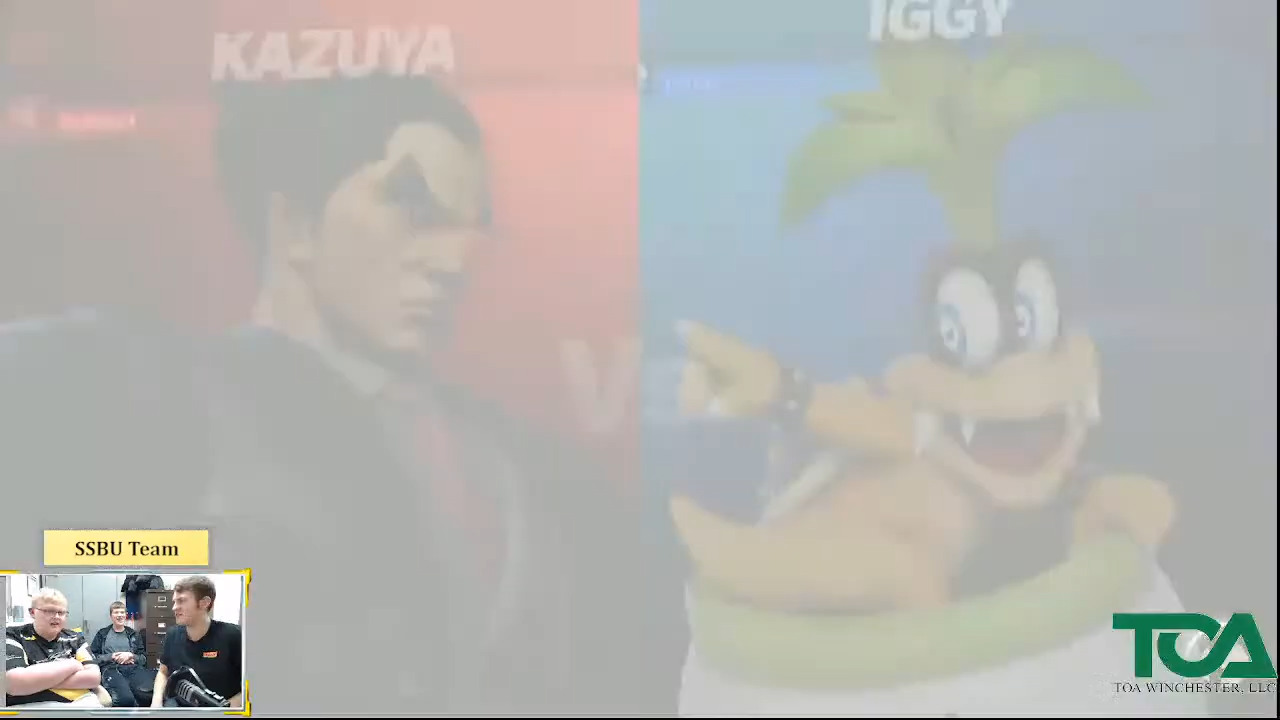 KAZUYA
IGGY
V
SSBU Team
TOA
TOA WINCHESTER, LLC